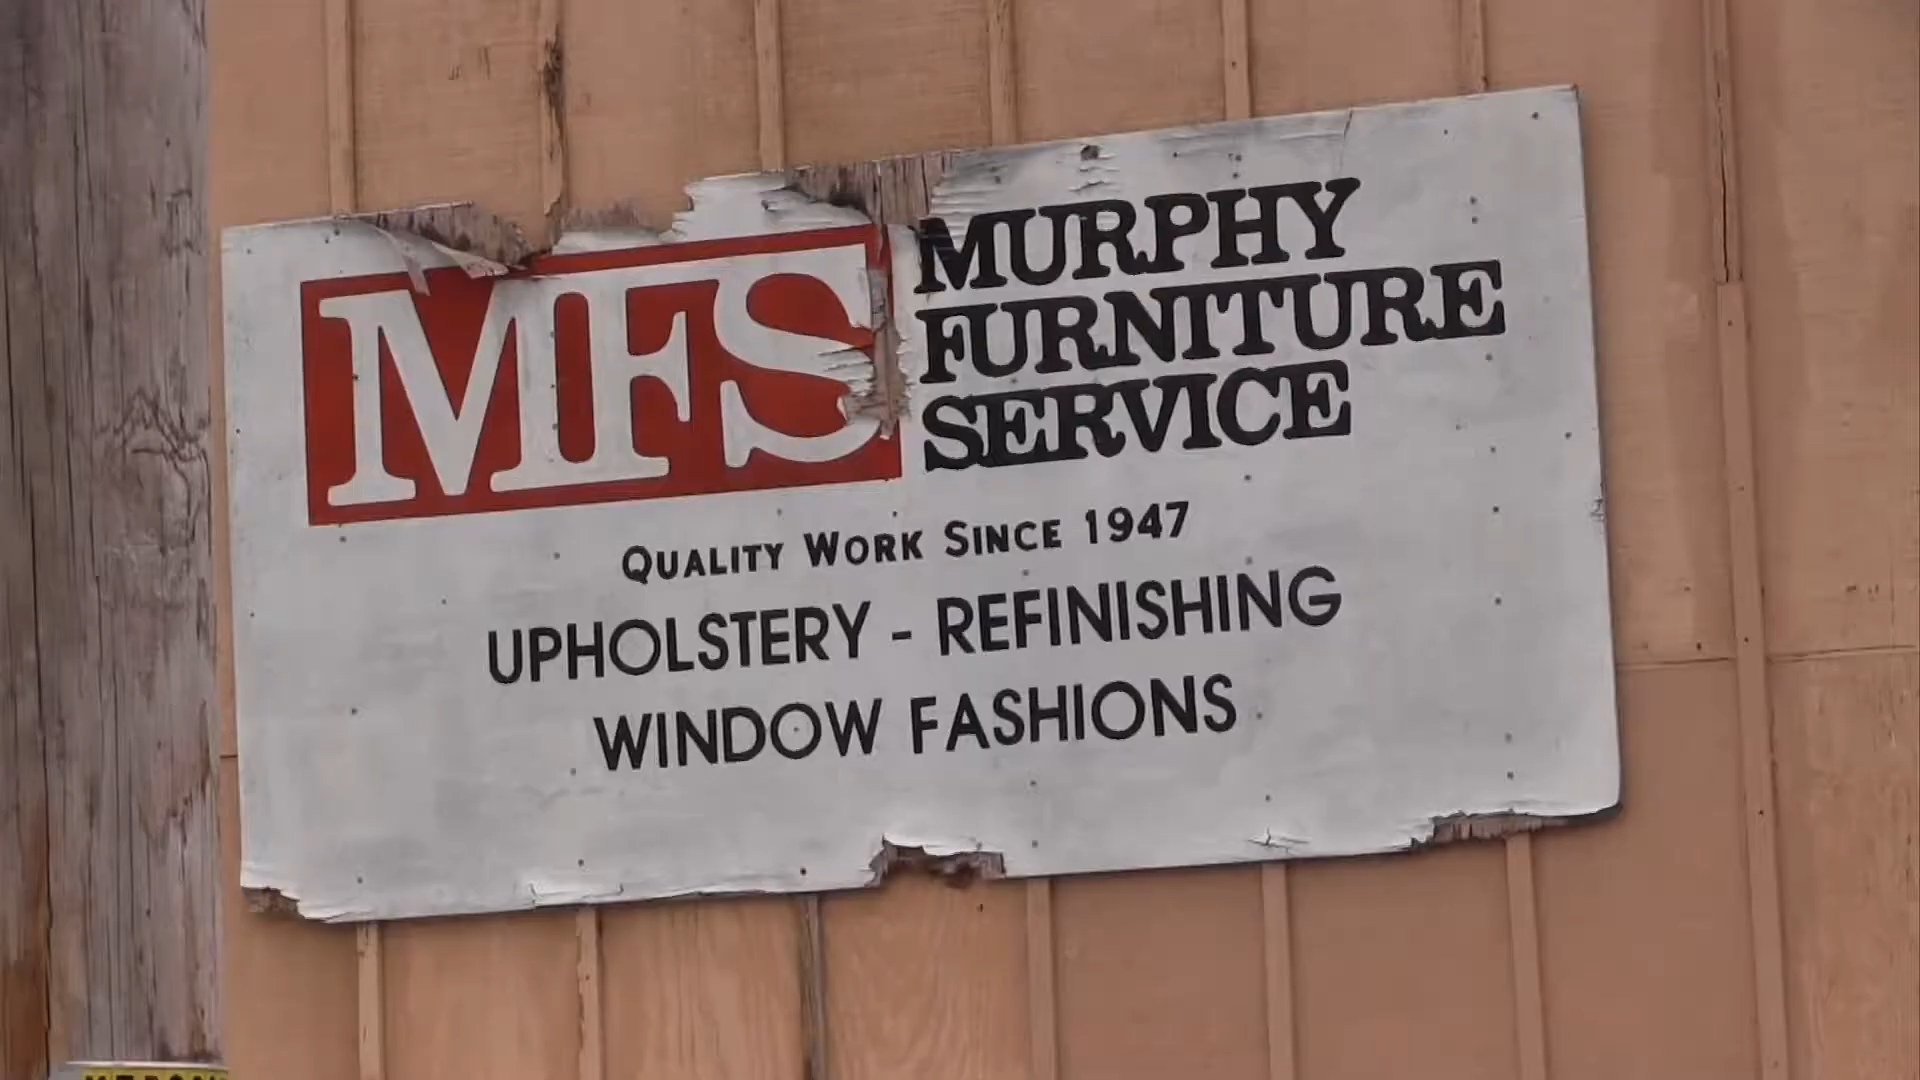 MFS
MURPHY
FURNITURE
SERVICE
QUALITY WORK SINCE 1947
UPHOLSTERY - REFINISHING
WINDOW FASHIONS